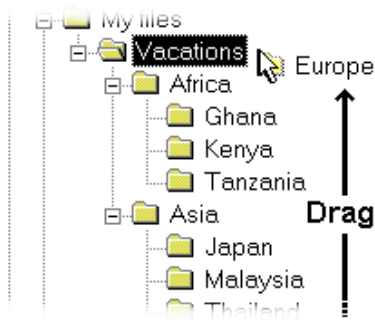 My files
Vacations
Europe
Africa
Ghana
Kenya
Tanzania
Asia
Drag
Japan
Malaysia
Thailand